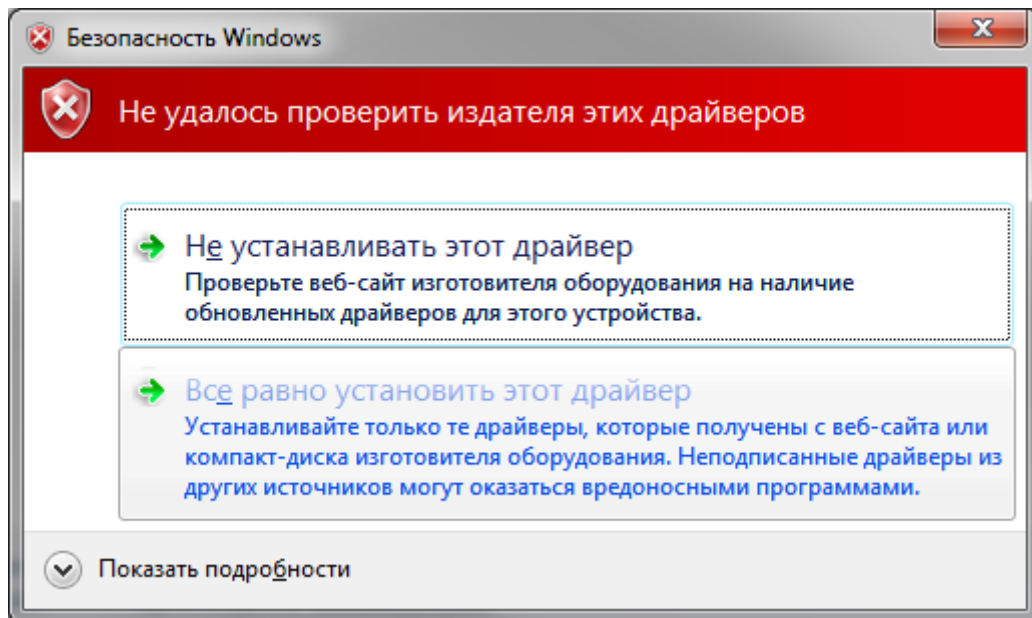 Безопасность Windows
Не удалось проверить издателя этих драйверов
Не устанавливать этот драйвер
Проверьте веб-сайт изготовителя оборудования на наличие
обновленных драйверов для этого устройства.
Все равно установить этот драйвер
Устанавливайте только те драйверы, которые получены с веб-сайта или
компакт-диска изготовителя оборудования. Неподписанные драйверы из
других источников могут оказаться вредоносными программами.
Показать подробности